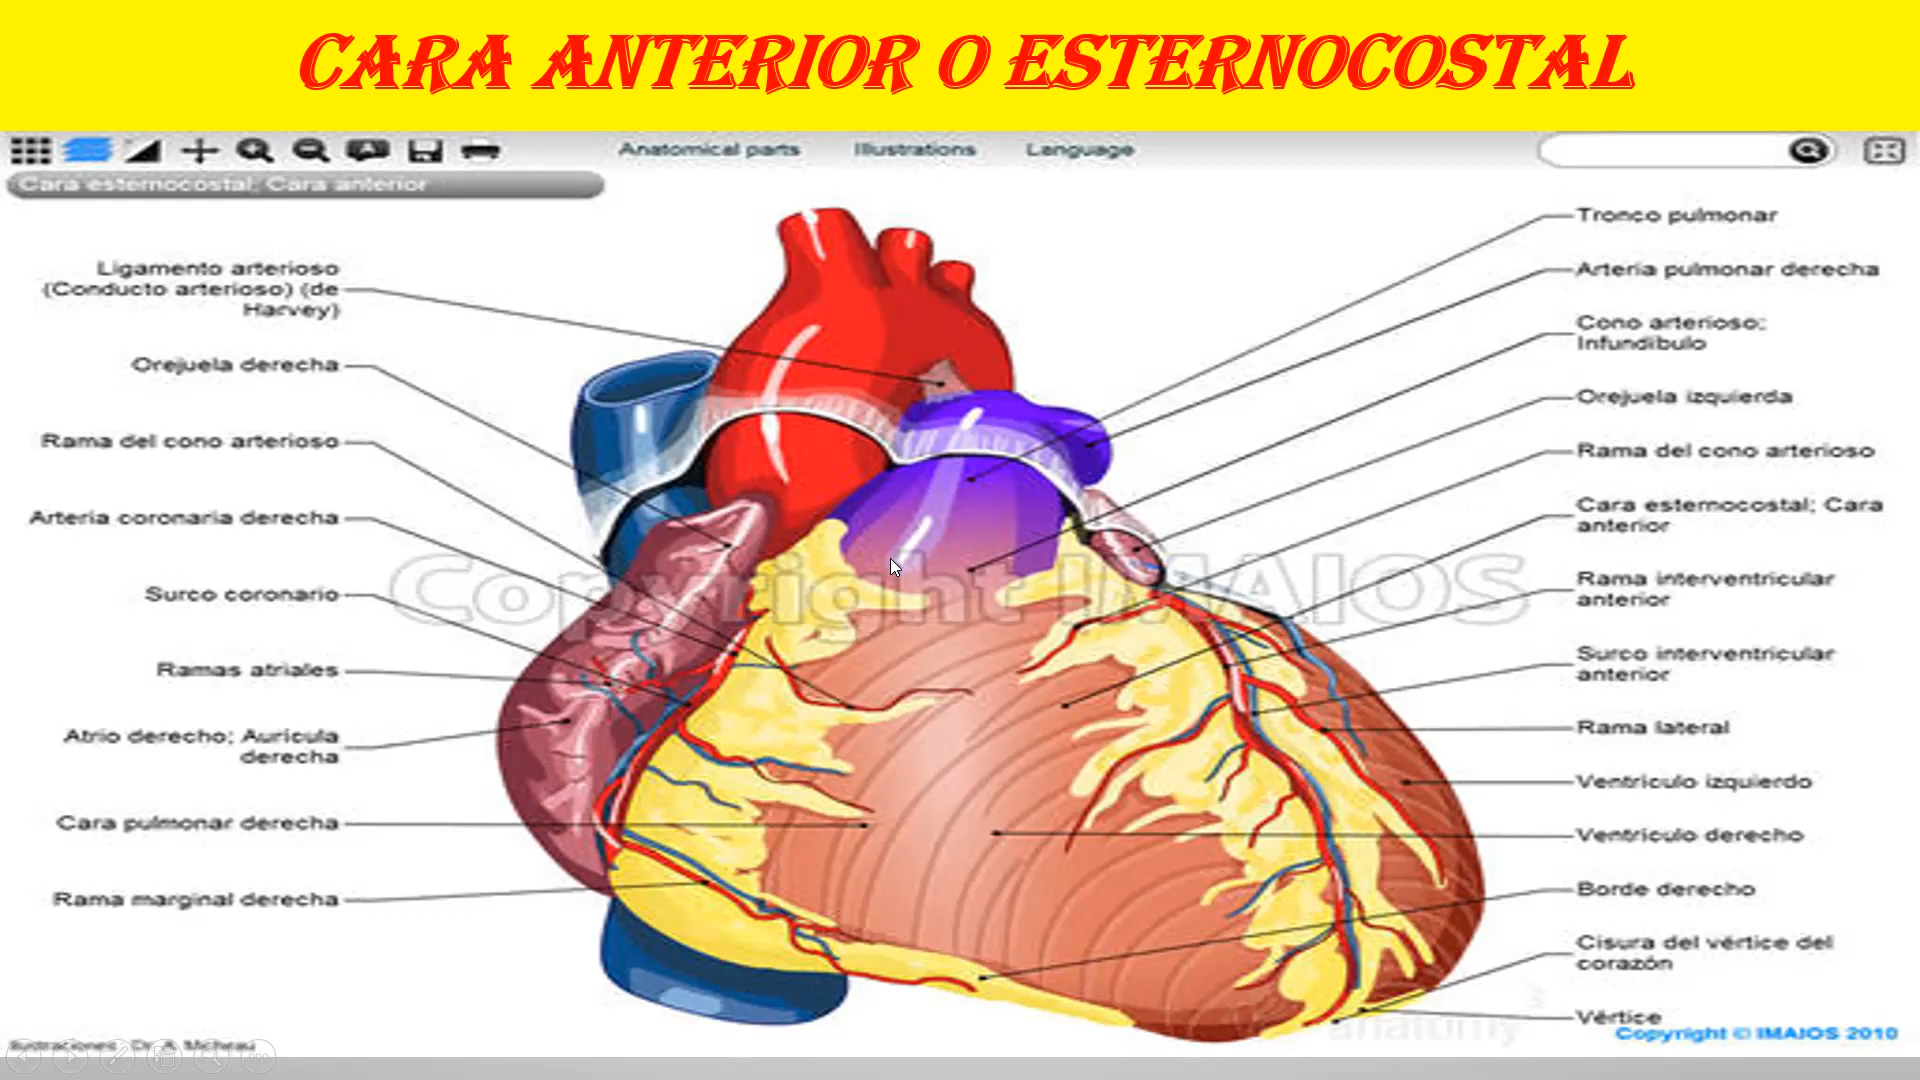 CARA ANTERIOR O ESTERNOCOSTAL
Anatomical parts
Illustrations
Language
Cara esternocostal; Cara anterior
Ligamento arterioso
(Conducto arterioso) (de
Harvey)
Orejuela derecha
Rama del cono arterioso
Arteria coronaria derecha
Surco coronario
Ramas atriales
Atrio derecho; Aurícula
derecha
Cara pulmonar derecha
Rama marginal derecha
Tronco pulmonar
Arteria pulmonar derecha
Cono arterioso;
Infundíbulo
Orejuela izquierda
Rama del cono arterioso
Cara esternocostal; Cara
anterior
Rama interventricular
anterior
Surco interventricular
anterior
Rama lateral
Ventrículo izquierdo
Ventrículo derecho
Borde derecho
Cisura del vértice del
corazón
Vértice
Copyright IMAIOS
anatomy
Copyright © IMAIOS 2010
Ilustraciones: Dr. A. Micheau